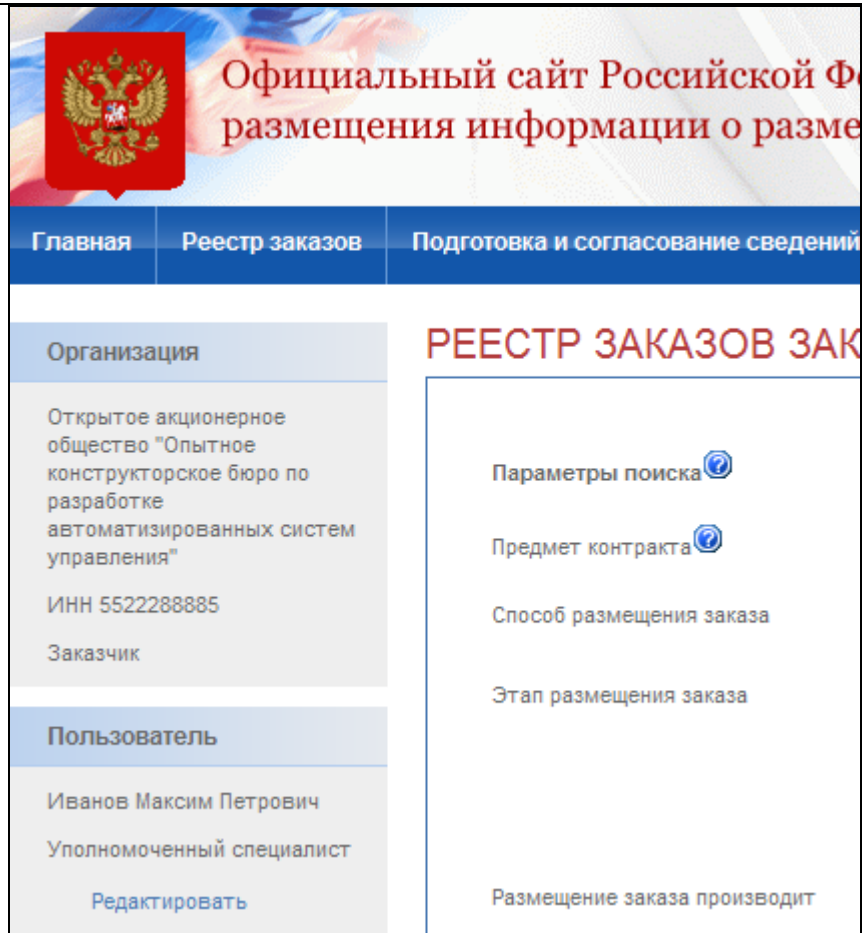 Официальный сайт Российской Ф
размещения информации о разме
Главная
Реестр заказов
Подготовка и согласование сведений
Организация
Открытое акционерное
общество "Опытное
конструкторское бюро по
разработке
автоматизированных систем
управления"
ИНН 5522288885
Заказчик
Пользователь
Иванов Максим Петрович
Уполномоченный специалист
Редактировать
РЕЕСТР ЗАКАЗОВ ЗАК
Параметры поиска
Предмет контракта
Способ размещения заказа
Этап размещения заказа
Размещение заказа производит